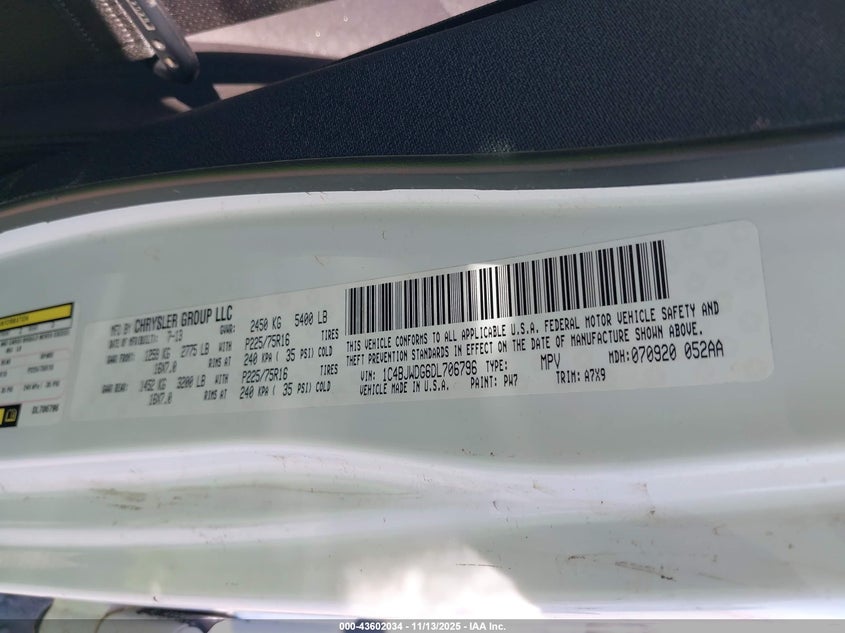 MFD BY CHRYSLER GROUP LLC
DATE OF MFR/BUILT: 7-13 GVWR: 2450 KG 5400 LB
GAWR FRONT: 1259 KG 2775 LB WITH P225/75R16 TIRES
16X7.0 RIMS AT 240 KPA ( 35 PSI) COLD
GAWR REAR: 1452 KG 3200 LB WITH P225/75R16 TIRES
16X7.0 RIMS AT 240 KPA ( 35 PSI) COLD
THIS VEHICLE CONFORMS TO ALL APPLICABLE U.S.A. FEDERAL MOTOR VEHICLE SAFETY AND
THEFT PREVENTION STANDARDS IN EFFECT ON THE DATE OF MANUFACTURE SHOWN ABOVE.
VIN: 1C4BJWDG6DL706796 TYPE: MPV MDH: 070920 052AA
VEHICLE MADE IN U.S.A. PAINT: PW7 TRIM: A7X9
DL706796
000-43602034 - 11/13/2025 - IAA Inc.